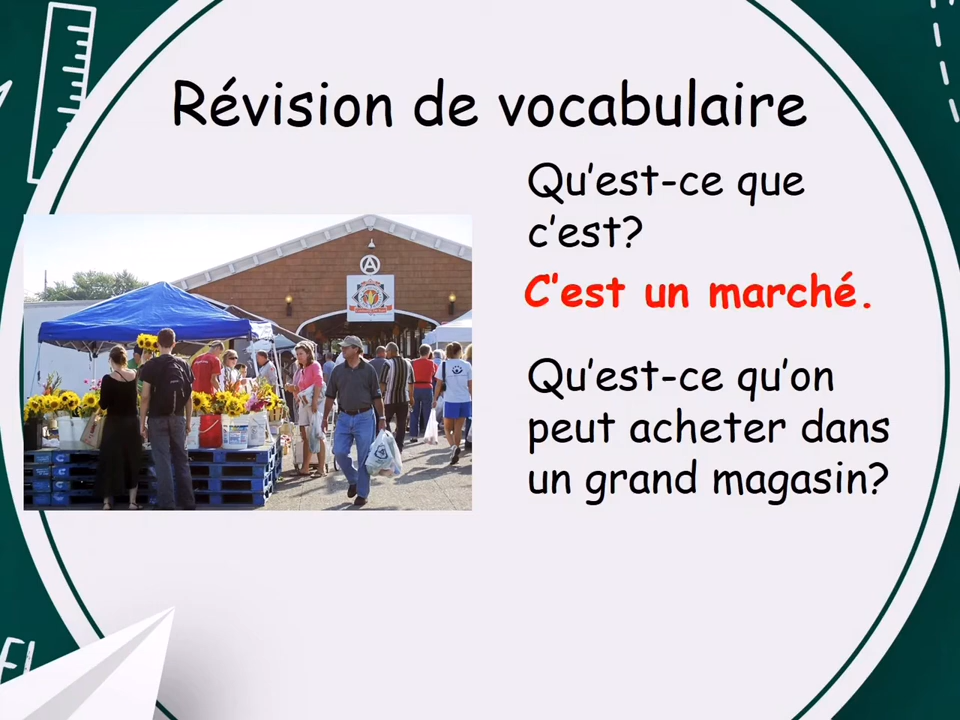 Révision de vocabulaire
Qu'est-ce que
c'est?
C'est un marché.
Qu'est-ce qu'on
peut acheter dans
un grand magasin?